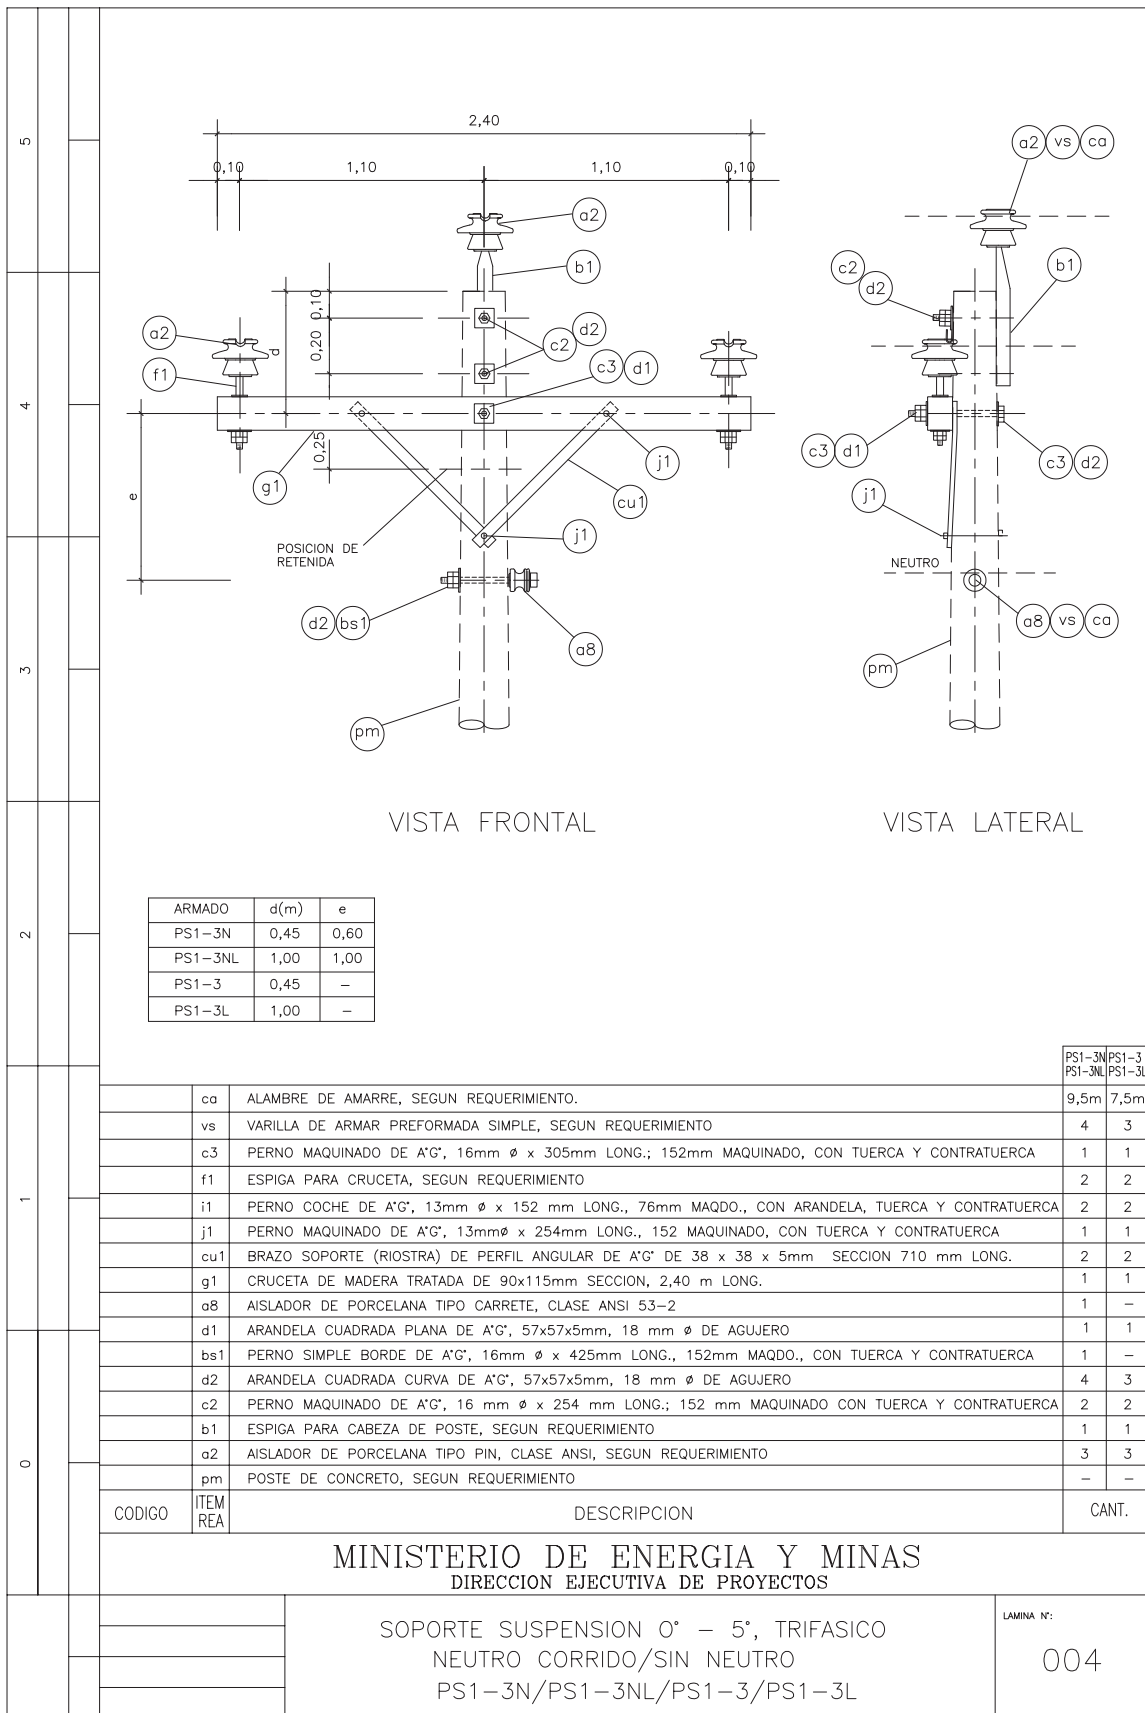 5
4
3
2
1
0
2,40
0,10
1,10
1,10
0,10
a2
b1
a2
f1
d
0,10
0,20
0,25
e
c2
d2
c3
d1
g1
j1
cu1
j1
POSICION DE
RETENIDA
d2
bs1
a8
pm
a2
vs
ca
c2
d2
b1
c3
d1
c3
d2
j1
NEUTRO
a8
vs
ca
pm
VISTA FRONTAL
VISTA LATERAL
ARMADO d(m) e
PS1-3N 0,45 0,60
PS1-3NL 1,00 1,00
PS1-3 0,45 -
PS1-3L 1,00 -
PS1-3N PS1-3
PS1-3NL PS1-3L
ca ALAMBRE DE AMARRE, SEGUN REQUERIMIENTO. 9,5m 7,5m
vs VARILLA DE ARMAR PREFORMADA SIMPLE, SEGUN REQUERIMIENTO 4 3
c3 PERNO MAQUINADO DE A°G°, 16mm ø x 305mm LONG.; 152mm MAQUINADO, CON TUERCA Y CONTRATUERCA 1 1
f1 ESPIGA PARA CRUCETA, SEGUN REQUERIMIENTO 2 2
i1 PERNO COCHE DE A°G°, 13mm ø x 152 mm LONG., 76mm MAQDO., CON ARANDELA, TUERCA Y CONTRATUERCA 2 2
j1 PERNO MAQUINADO DE A°G°, 13mmø x 254mm LONG., 152 MAQUINADO, CON TUERCA Y CONTRATUERCA 1 1
cu1 BRAZO SOPORTE (RIOSTRA) DE PERFIL ANGULAR DE A°G° DE 38 x 38 x 5mm SECCION 710 mm LONG. 2 2
g1 CRUCETA DE MADERA TRATADA DE 90x115mm SECCION, 2,40 m LONG. 1 1
a8 AISLADOR DE PORCELANA TIPO CARRETE, CLASE ANSI 53-2 1 -
d1 ARANDELA CUADRADA PLANA DE A°G°, 57x57x5mm, 18 mm ø DE AGUJERO 1 1
bs1 PERNO SIMPLE BORDE DE A°G°, 16mm ø x 425mm LONG., 152mm MAQDO., CON TUERCA Y CONTRATUERCA 1 -
d2 ARANDELA CUADRADA CURVA DE A°G°, 57x57x5mm, 18 mm ø DE AGUJERO 4 3
c2 PERNO MAQUINADO DE A°G°, 16 mm ø x 254 mm LONG.; 152 mm MAQUINADO CON TUERCA Y CONTRATUERCA 2 2
b1 ESPIGA PARA CABEZA DE POSTE, SEGUN REQUERIMIENTO 1 1
a2 AISLADOR DE PORCELANA TIPO PIN, CLASE ANSI, SEGUN REQUERIMIENTO 3 3
pm POSTE DE CONCRETO, SEGUN REQUERIMIENTO - -
CODIGO ITEM REA DESCRIPCION CANT.
MINISTERIO DE ENERGIA Y MINAS
DIRECCION EJECUTIVA DE PROYECTOS
SOPORTE SUSPENSION 0° - 5°, TRIFASICO
NEUTRO CORRIDO/SIN NEUTRO
PS1-3N/PS1-3NL/PS1-3/PS1-3L
LAMINA N°:
004